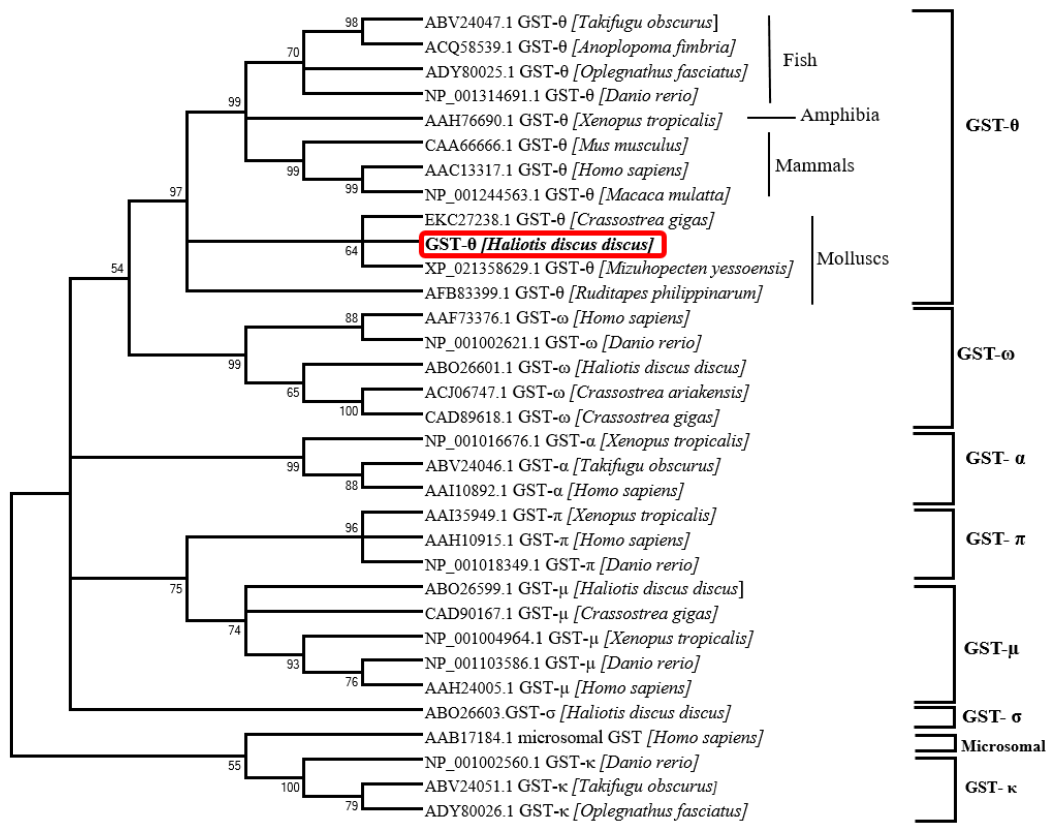 98
ABV24047.1 GST-θ [Takifugu obscurus]
ACQ58539.1 GST-θ [Anoplopoma fimbria]
70
Fish
ADY80025.1 GST-θ [Oplegnathus fasciatus]
NP_001314691.1 GST-θ [Danio rerio]
99
AAH76690.1 GST-θ [Xenopus tropicalis]
Amphibia
GST-θ
CAA66666.1 GST-θ [Mus musculus]
99
AAC13317.1 GST-θ [Homo sapiens]
Mammals
99
NP_001244563.1 GST-θ [Macaca mulatta]
97
EKC27238.1 GST-θ [Crassostrea gigas]
GST-θ [Haliotis discus discus]
64
Molluscs
XP_021358629.1 GST-θ [Mizuhopecten yessoensis]
54
AFB83399.1 GST-θ [Ruditapes philippinarum]
88
AAF73376.1 GST-ω [Homo sapiens]
NP_001002621.1 GST-ω [Danio rerio]
GST-ω
99
ABO26601.1 GST-ω [Haliotis discus discus]
65
ACJ06747.1 GST-ω [Crassostrea ariakensis]
100
CAD89618.1 GST-ω [Crassostrea gigas]
NP_001016676.1 GST-α [Xenopus tropicalis]
99
ABV24046.1 GST-α [Takifugu obscurus]
GST- α
88
AAI10892.1 GST-α [Homo sapiens]
AAI35949.1 GST-π [Xenopus tropicalis]
96
AAH10915.1 GST-π [Homo sapiens]
GST- π
NP_001018349.1 GST-π [Danio rerio]
75
ABO26599.1 GST-μ [Haliotis discus discus]
CAD90167.1 GST-μ [Crassostrea gigas]
74
NP_001004964.1 GST-μ [Xenopus tropicalis]
GST-μ
93
NP_001103586.1 GST-μ [Danio rerio]
76
AAH24005.1 GST-μ [Homo sapiens]
ABO26603.GST-σ [Haliotis discus discus]
GST- σ
AAB17184.1 microsomal GST [Homo sapiens]
Microsomal
55
NP_001002560.1 GST-κ [Danio rerio]
100
ABV24051.1 GST-κ [Takifugu obscurus]
GST- κ
79
ADY80026.1 GST-κ [Oplegnathus fasciatus]